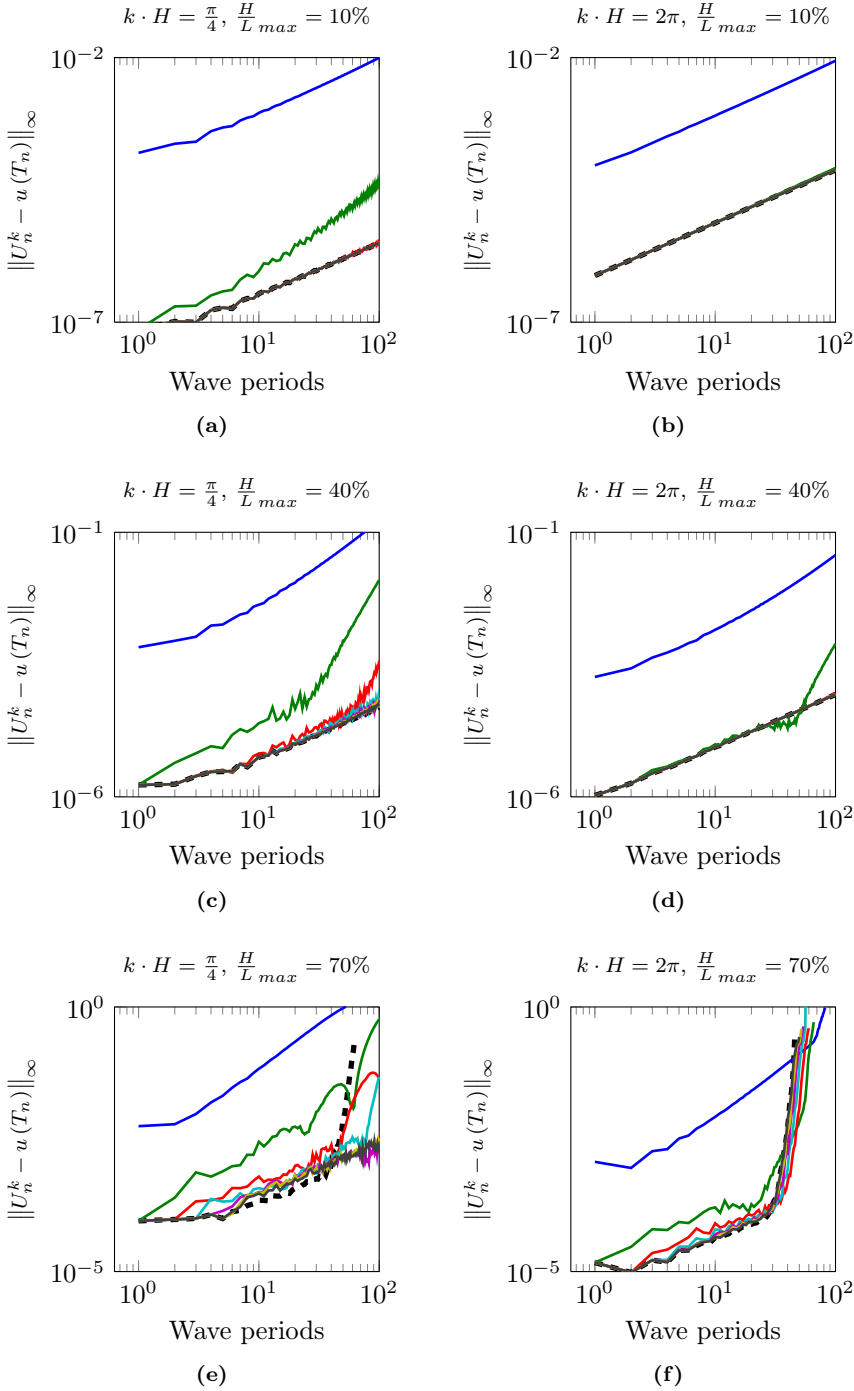 k · H = π/4, H/L max = 10%
10^-2
10^-7
‖U_n^k − u (T_n)‖_∞
10^0 10^1 10^2
Wave periods
(a)
k · H = 2π, H/L max = 10%
10^-2
10^-7
‖U_n^k − u (T_n)‖_∞
10^0 10^1 10^2
Wave periods
(b)
k · H = π/4, H/L max = 40%
10^-1
10^-6
‖U_n^k − u (T_n)‖_∞
10^0 10^1 10^2
Wave periods
(c)
k · H = 2π, H/L max = 40%
10^-1
10^-6
‖U_n^k − u (T_n)‖_∞
10^0 10^1 10^2
Wave periods
(d)
k · H = π/4, H/L max = 70%
10^0
10^-5
‖U_n^k − u (T_n)‖_∞
10^0 10^1 10^2
Wave periods
(e)
k · H = 2π, H/L max = 70%
10^0
10^-5
‖U_n^k − u (T_n)‖_∞
10^0 10^1 10^2
Wave periods
(f)